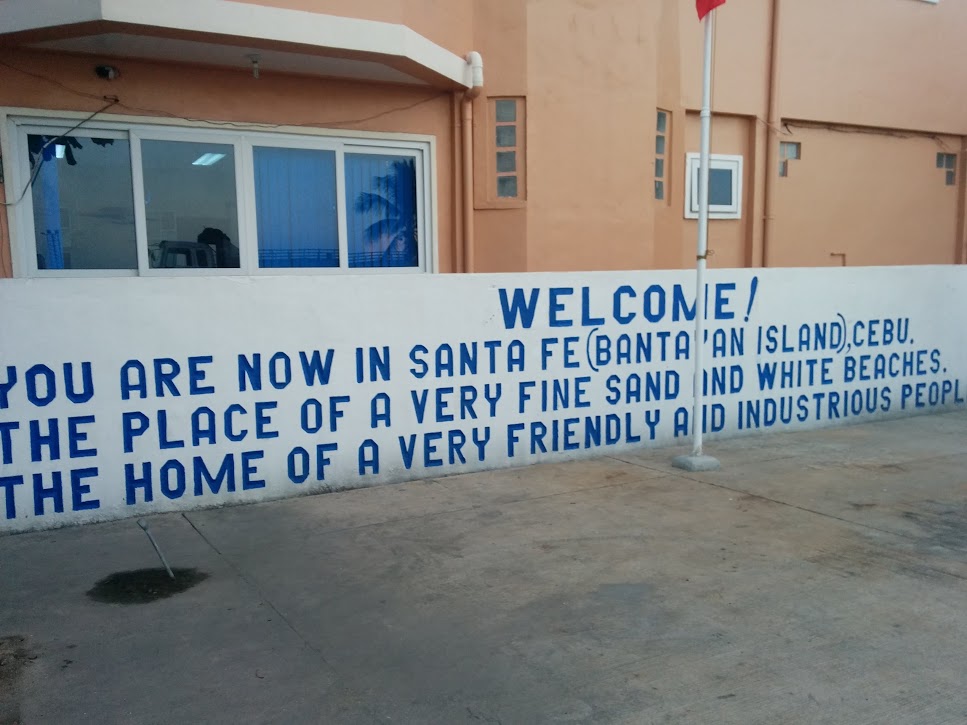 WELCOME!
YOU ARE NOW IN SANTA FE (BANTAYAN ISLAND), CEBU.
THE PLACE OF A VERY FINE SAND AND WHITE BEACHES.
THE HOME OF A VERY FRIENDLY AND INDUSTRIOUS PEOPL